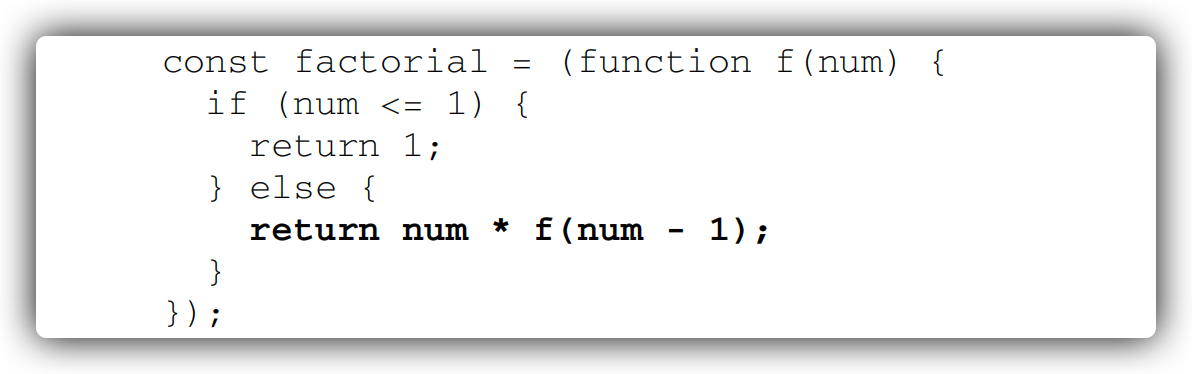 const factorial = (function f(num) {
  if (num <= 1) {
    return 1;
  } else {
    return num * f(num - 1);
  }
});